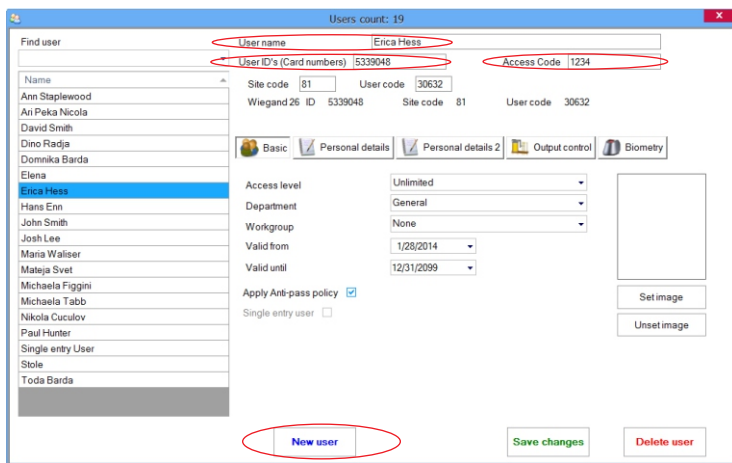 Users count: 19
x
Find user
Name
Ann Staplewood
Ari Peka Nicola
David Smith
Dino Radja
Domnika Barda
Elena
Erica Hess
Hans Enn
John Smith
Josh Lee
Maria Waliser
Mateja Svet
Michaela Figgini
Michaela Tabb
Nikola Cuculov
Paul Hunter
Single entry User
Stole
Toda Barda
User name Erica Hess
User ID's (Card numbers) 5339048 Access Code 1234
Site code 81 User code 30632
Wiegand 26 ID 5339048 Site code 81 User code 30632
Basic Personal details Personal details 2 Output control Biometry
Access level Unlimited
Department General
Workgroup None
Valid from 1/28/2014
Valid until 12/31/2099
Apply Anti-pass policy
Single entry user
Set image
Unset image
New user Save changes Delete user